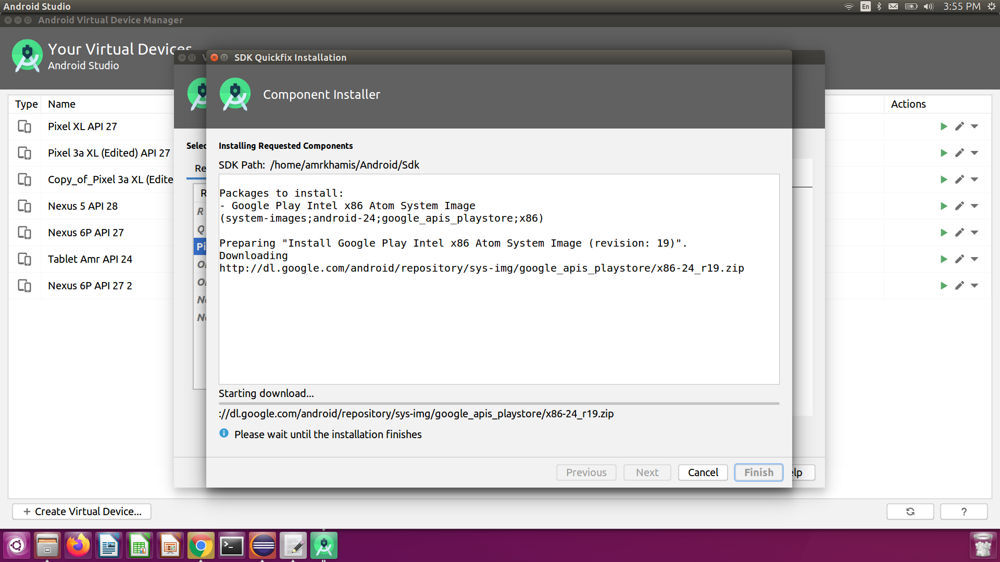 Android Studio
En
3:55 PM
Android Virtual Device Manager
Your Virtual Devices
Android Studio
SDK Quickfix Installation
Component Installer
Type Name Actions
Pixel XL API 27
Pixel 3a XL (Edited) API 27
Copy_of_Pixel 3a XL (Edite
Nexus 5 API 28
Nexus 6P API 27
Tablet Amr API 24
Nexus 6P API 27 2
Selec
Re
R
R
Q
Pi
Installing Requested Components
SDK Path: /home/amrkhamis/Android/Sdk
Packages to install:
- Google Play Intel x86 Atom System Image
(system-images;android-24;google_apis_playstore;x86)
Preparing "Install Google Play Intel x86 Atom System Image (revision: 19)".
Downloading
http://dl.google.com/android/repository/sys-img/google_apis_playstore/x86-24_r19.zip
Starting download...
://dl.google.com/android/repository/sys-img/google_apis_playstore/x86-24_r19.zip
Please wait until the installation finishes
Previous Next Cancel Finish elp
+ Create Virtual Device...
?